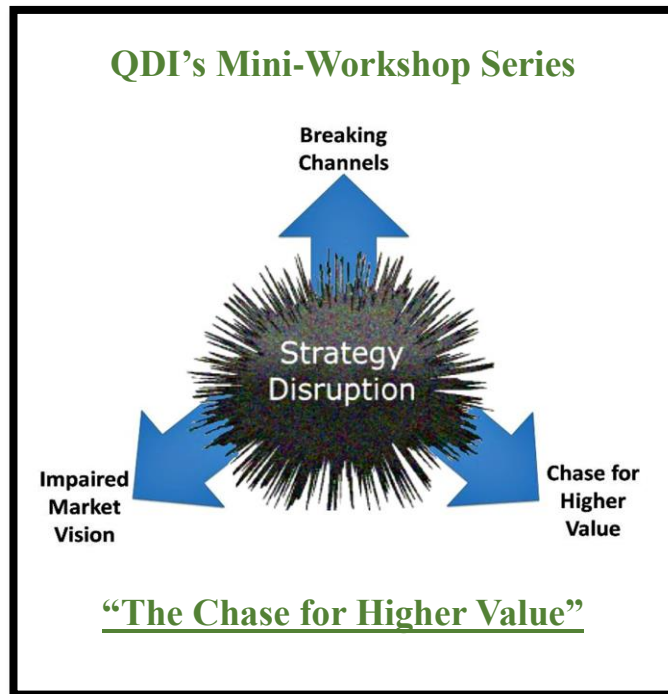 QDI’s Mini-Workshop Series
Breaking
Channels
Strategy
Disruption
Impaired
Market
Vision
Chase for
Higher
Value
“The Chase for Higher Value”